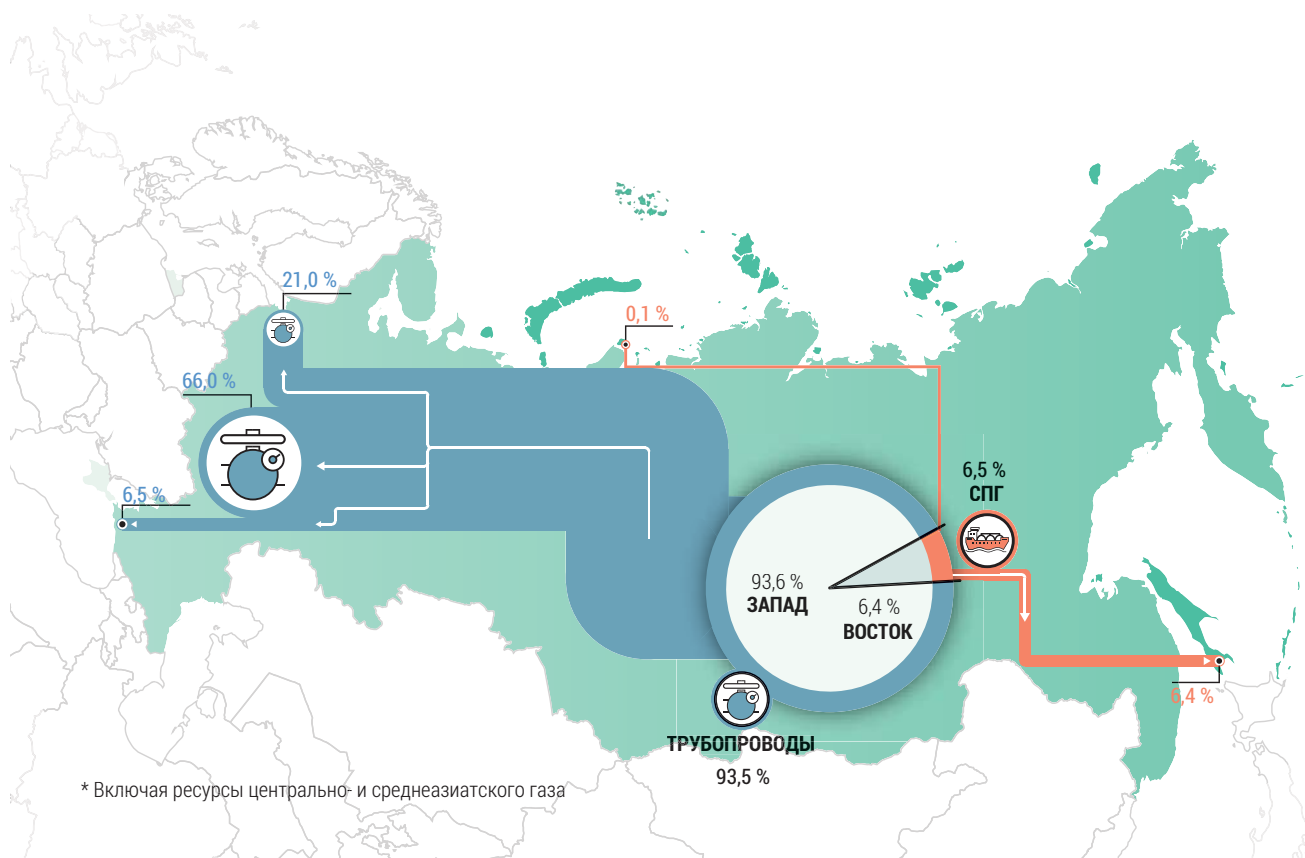 21,0 %
0,1 %
66,0 %
6,5 %
СПГ
6,5 %
93,6 %
ЗАПАД
6,4 %
ВОСТОК
6,4 %
ТРУБОПРОВОДЫ
93,5 %
* Включая ресурсы центрально- и среднеазиатского газа